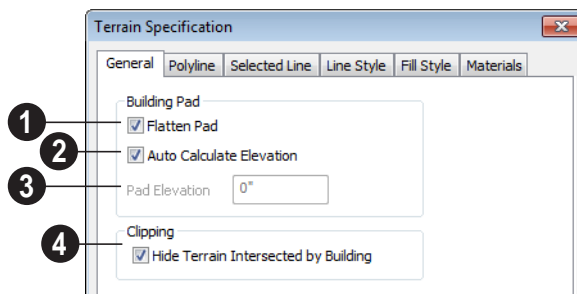 Terrain Specification
General Polyline Selected Line Line Style Fill Style Materials
Building Pad
1 Flatten Pad
2 Auto Calculate Elevation
3 Pad Elevation 0"
Clipping
4 Hide Terrain Intersected by Building